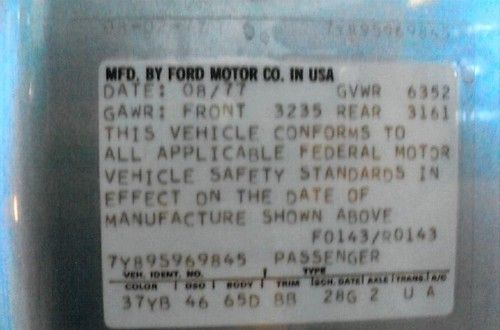 7Y89S969845
MFD. BY FORD MOTOR CO. IN USA
DATE: 08/77 GVWR 6352
GAWR: FRONT 3235 REAR 3161
THIS VEHICLE CONFORMS TO
ALL APPLICABLE FEDERAL MOTOR
VEHICLE SAFETY STANDARDS IN
EFFECT ON THE DATE OF
MANUFACTURE SHOWN ABOVE
F0143/R0143
7Y89S969845 PASSENGER
VEH. IDENT. NO. TYPE
COLOR DSO BODY TRIM SCH. DATE AXLE TRANS. A/C
37YB 46 65D BB 28G 2 U A